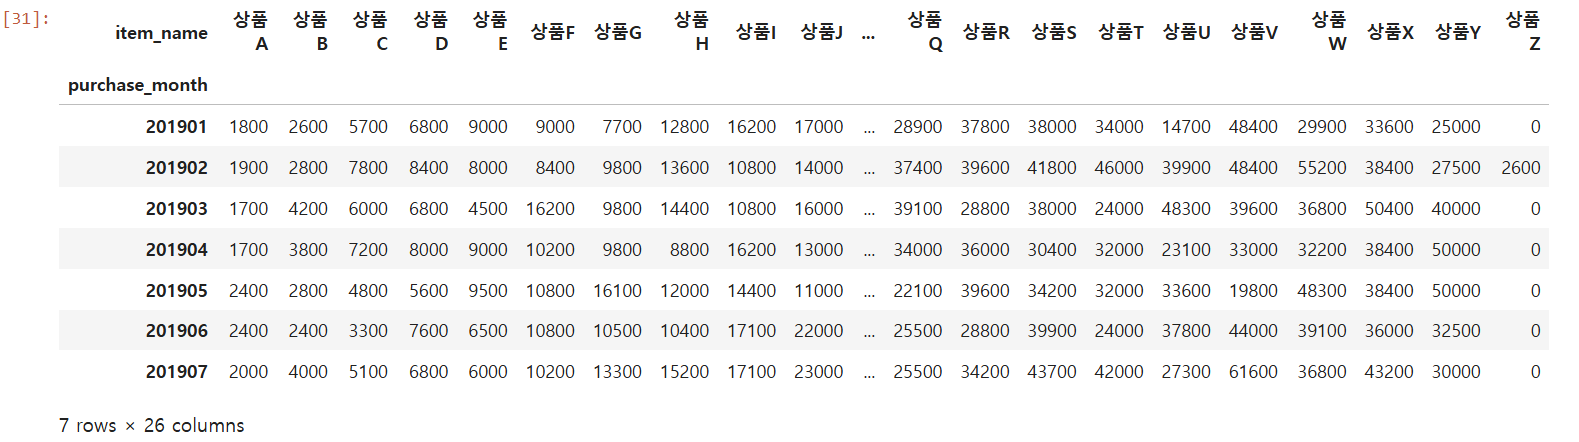 [31]:
item_name 상품A 상품B 상품C 상품D 상품E 상품F 상품G 상품H 상품I 상품J ... 상품Q 상품R 상품S 상품T 상품U 상품V 상품W 상품X 상품Y 상품Z
purchase_month
201901 1800 2600 5700 6800 9000 9000 7700 12800 16200 17000 ... 28900 37800 38000 34000 14700 48400 29900 33600 25000 0
201902 1900 2800 7800 8400 8000 8400 9800 13600 10800 14000 ... 37400 39600 41800 46000 39900 48400 55200 38400 27500 2600
201903 1700 4200 6000 6800 4500 16200 9800 14400 10800 16000 ... 39100 28800 38000 24000 48300 39600 36800 50400 40000 0
201904 1700 3800 7200 8000 9000 10200 9800 8800 16200 13000 ... 34000 36000 30400 32000 23100 33000 32200 38400 50000 0
201905 2400 2800 4800 5600 9500 10800 16100 12000 14400 11000 ... 22100 39600 34200 32000 33600 19800 48300 38400 50000 0
201906 2400 2400 3300 7600 6500 10800 10500 10400 17100 22000 ... 25500 28800 39900 24000 37800 44000 39100 36000 32500 0
201907 2000 4000 5100 6800 6000 10200 13300 15200 17100 23000 ... 25500 34200 43700 42000 27300 61600 36800 43200 30000 0
7 rows × 26 columns